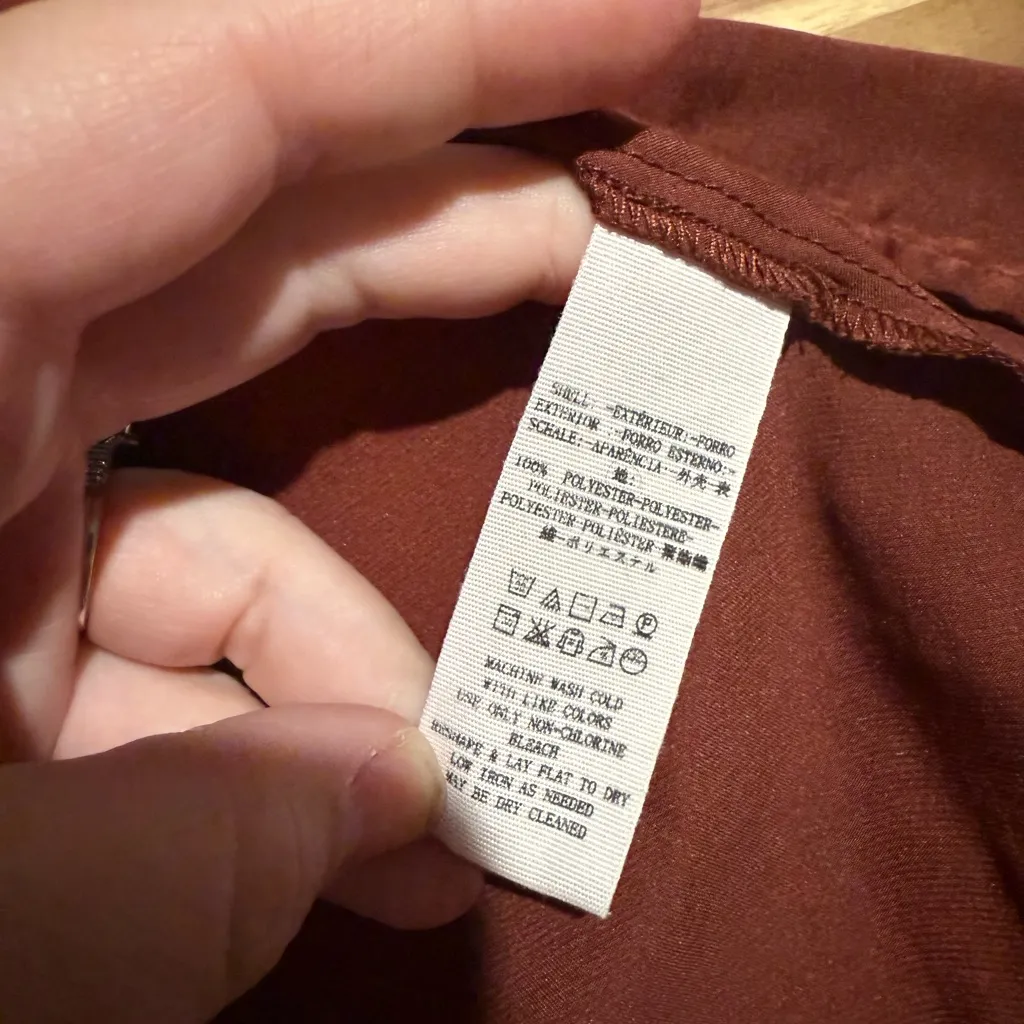 SHELL -EXTÉRIEUR:-FORRO
EXTERIOR -FORRO ESTERNO:-
SCHALE: -APARÊNCIA- 外壳 表
地:
100% POLYESTER-POLYESTER-
POLIESTER-POLIESTERE-
POLYESTER-POLIÉSTER-聚酯纖
維-ポリエステル
MACHINE WASH COLD
WITH LIKE COLORS
USE ONLY NON-CHLORINE
BLEACH
RESHAPE & LAY FLAT TO DRY
LOW IRON AS NEEDED
MAY BE DRY CLEANED